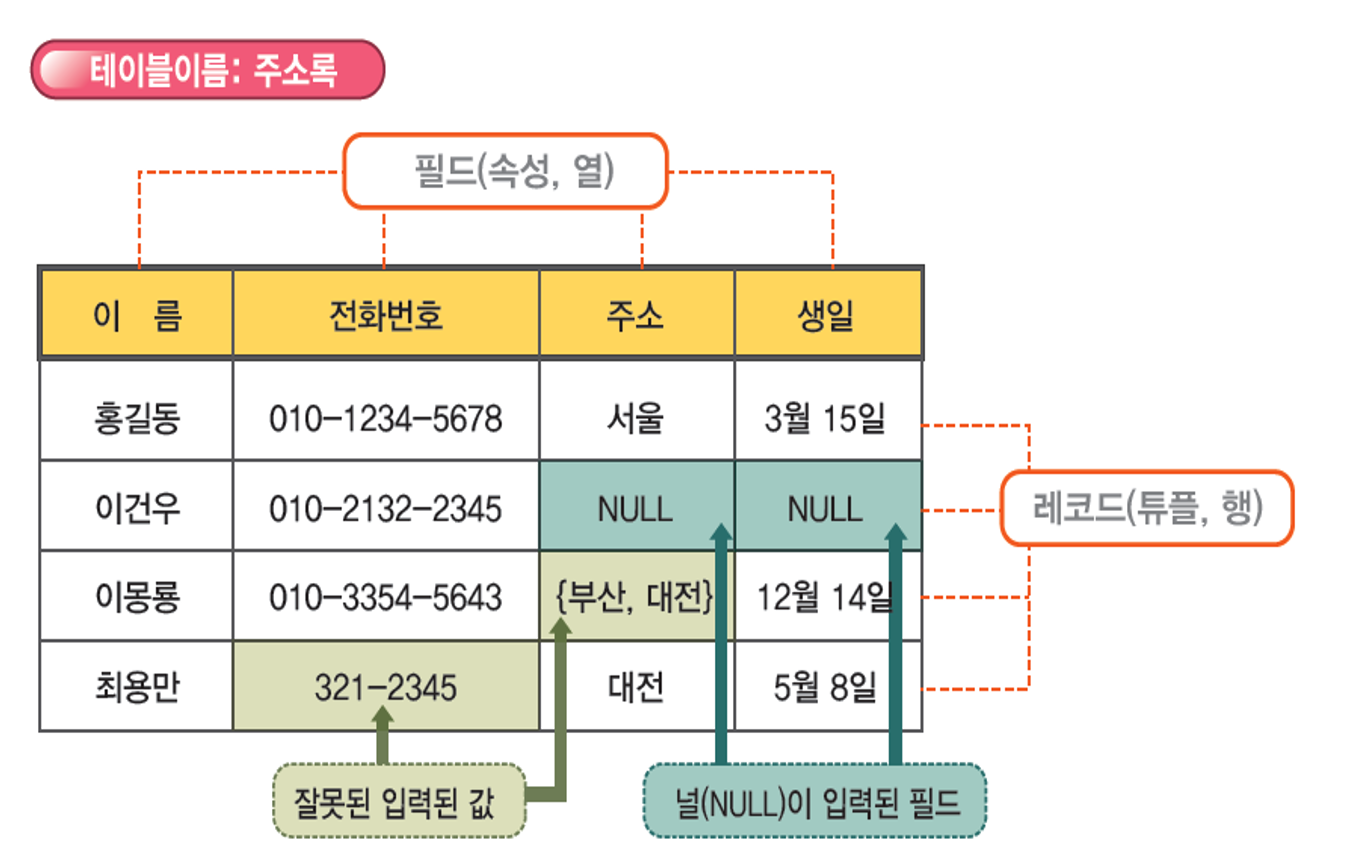 테이블이름: 주소록
필드(속성, 열)
이 름 전화번호 주소 생일
홍길동 010-1234-5678 서울 3월 15일
이건우 010-2132-2345 NULL NULL
레코드(튜플, 행)
이몽룡 010-3354-5643 {부산, 대전} 12월 14일
최용만 321-2345 대전 5월 8일
잘못된 입력된 값
널(NULL)이 입력된 필드